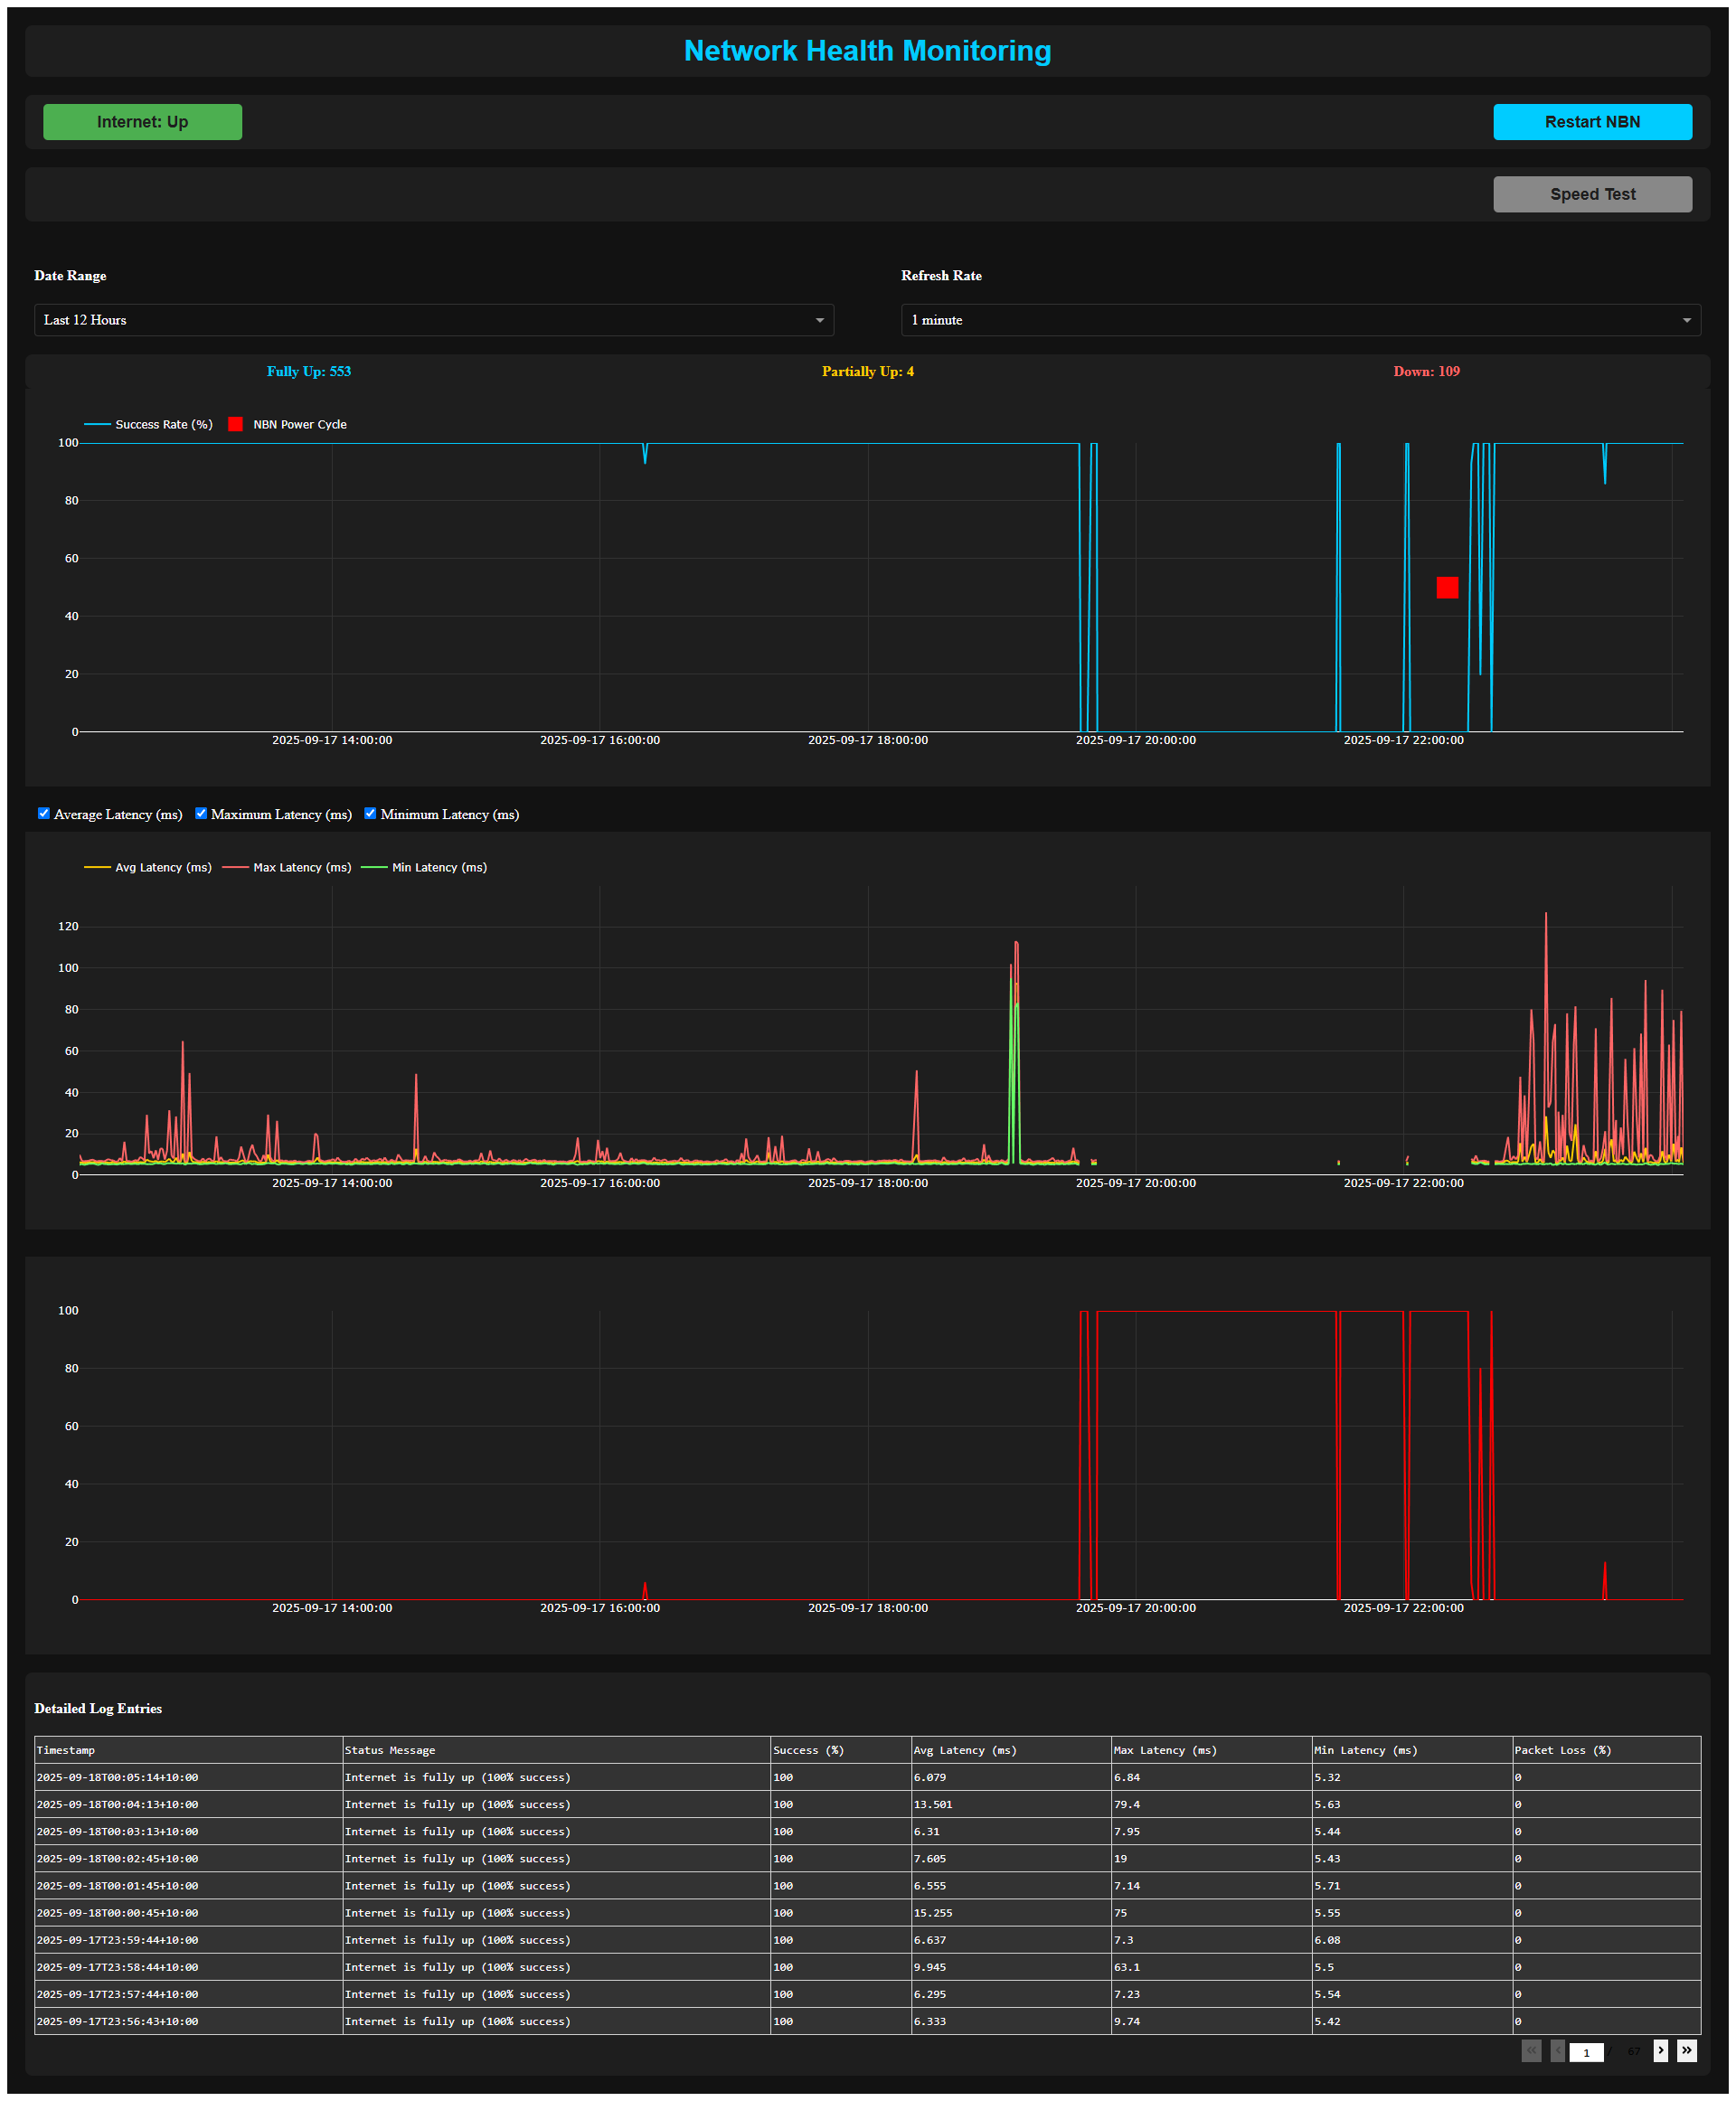 Network Health Monitoring
Internet: Up
Restart NBN
Speed Test
Date Range
Refresh Rate
Last 12 Hours
1 minute
Fully Up: 553
Partially Up: 4
Down: 109
Success Rate (%) NBN Power Cycle
100
80
60
40
20
0
2025-09-17 14:00:00 2025-09-17 16:00:00 2025-09-17 18:00:00 2025-09-17 20:00:00 2025-09-17 22:00:00
Average Latency (ms) Maximum Latency (ms) Minimum Latency (ms)
Avg Latency (ms) Max Latency (ms) Min Latency (ms)
120
100
80
60
40
20
0
2025-09-17 14:00:00 2025-09-17 16:00:00 2025-09-17 18:00:00 2025-09-17 20:00:00 2025-09-17 22:00:00
100
80
60
40
20
0
2025-09-17 14:00:00 2025-09-17 16:00:00 2025-09-17 18:00:00 2025-09-17 20:00:00 2025-09-17 22:00:00
Detailed Log Entries
Timestamp Status Message Success (%) Avg Latency (ms) Max Latency (ms) Min Latency (ms) Packet Loss (%)
2025-09-18T00:05:14+10:00 Internet is fully up (100% success) 100 6.079 6.84 5.32 0
2025-09-18T00:04:13+10:00 Internet is fully up (100% success) 100 13.501 79.4 5.63 0
2025-09-18T00:03:13+10:00 Internet is fully up (100% success) 100 6.31 7.95 5.44 0
2025-09-18T00:02:45+10:00 Internet is fully up (100% success) 100 7.605 19 5.43 0
2025-09-18T00:01:45+10:00 Internet is fully up (100% success) 100 6.555 7.14 5.71 0
2025-09-18T00:00:45+10:00 Internet is fully up (100% success) 100 15.255 75 5.55 0
2025-09-17T23:59:44+10:00 Internet is fully up (100% success) 100 6.637 7.3 6.08 0
2025-09-17T23:58:44+10:00 Internet is fully up (100% success) 100 9.945 63.1 5.5 0
2025-09-17T23:57:44+10:00 Internet is fully up (100% success) 100 6.295 7.23 5.54 0
2025-09-17T23:56:43+10:00 Internet is fully up (100% success) 100 6.333 9.74 5.42 0
1 / 67